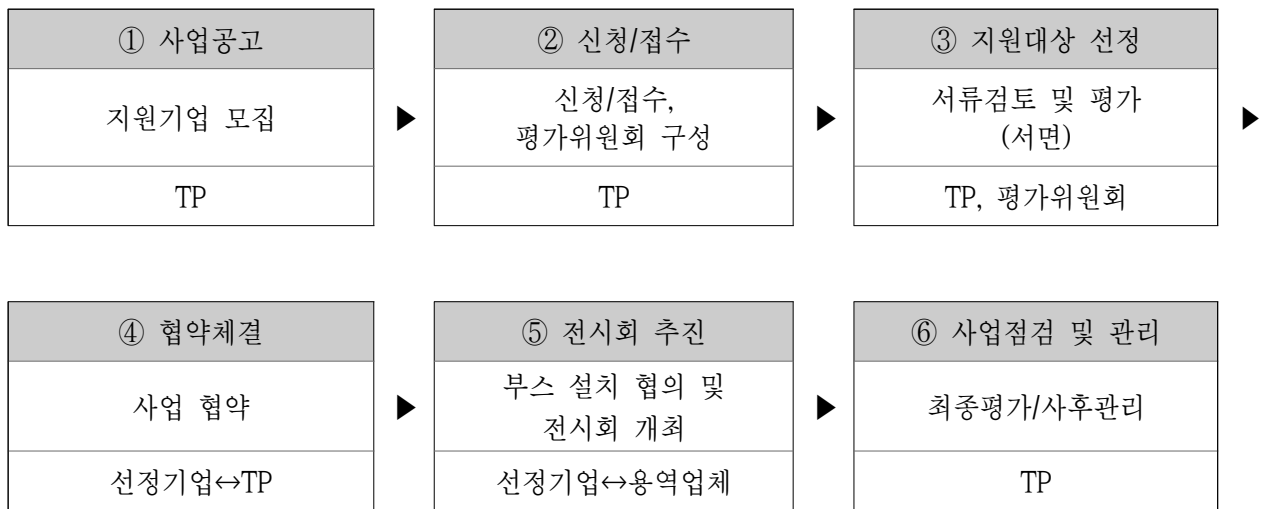 ① 사업공고
지원기업 모집
TP
▶
② 신청/접수
신청/접수,
평가위원회 구성
TP
▶
③ 지원대상 선정
서류검토 및 평가
(서면)
TP, 평가위원회
▶
④ 협약체결
사업 협약
선정기업↔TP
▶
⑤ 전시회 추진
부스 설치 협의 및
전시회 개최
선정기업↔용역업체
▶
⑥ 사업점검 및 관리
최종평가/사후관리
TP